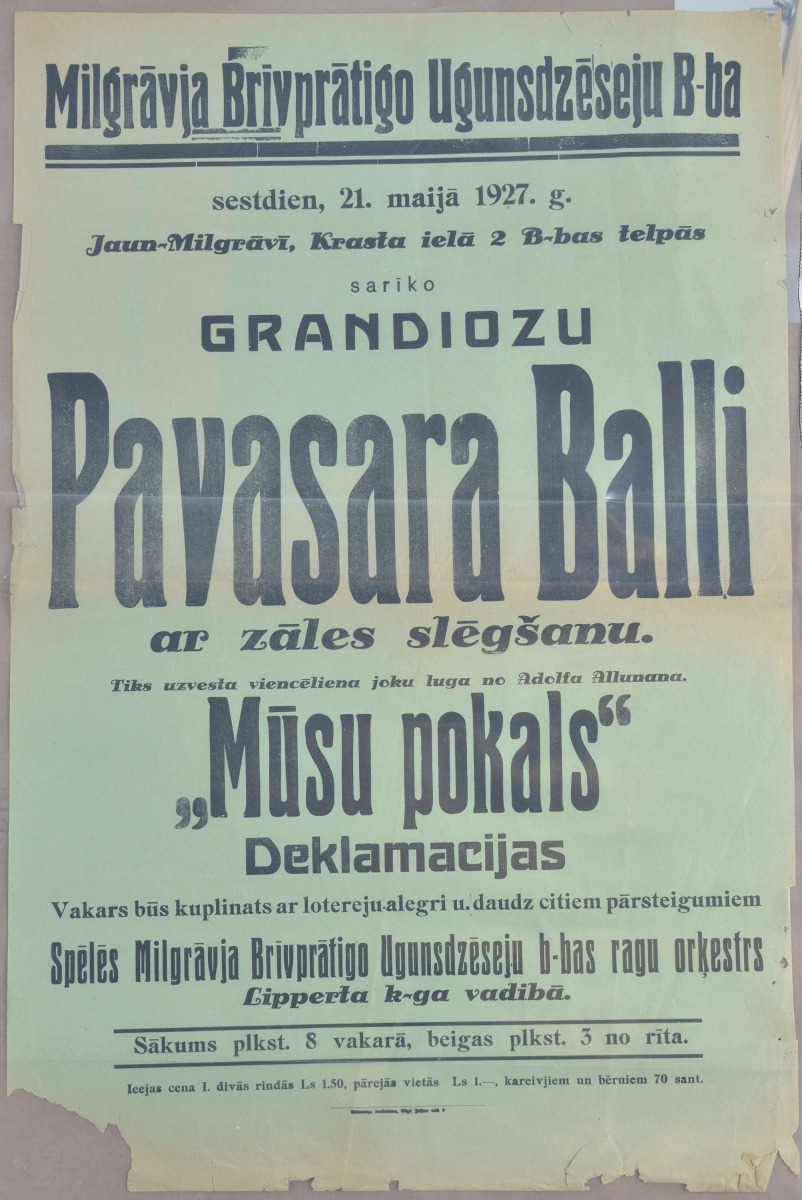 Milgrāvja Brīvprātigo Ugunsdzēseju B-ba
sestdien, 21. maijā 1927. g.
Jaun-Milgrāvī, Krasta ielā 2 B-bas telpās
sarīko
GRANDIOZU
Pavasara Balli
ar zāles slēgšanu.
Tiks uzvesta viencēliena joku luga no Adolfa Allunana.
„Mūsu pokals“
Deklamacijas
Vakars būs kuplinats ar lotereju-alegri u. daudz citiem pārsteigumiem
Spēlēs Milgrāvja Brīvprātigo Ugunsdzēseju b-bas ragu orķestrs
Lipperta k-ga vadībā.
Sākums plkst. 8 vakarā, beigas plkst. 3 no rīta.
Ieejas cena I. divās rindās Ls 1.50, pārejās vietās Ls 1.—, kareivjiem un bērniem 70 sant.